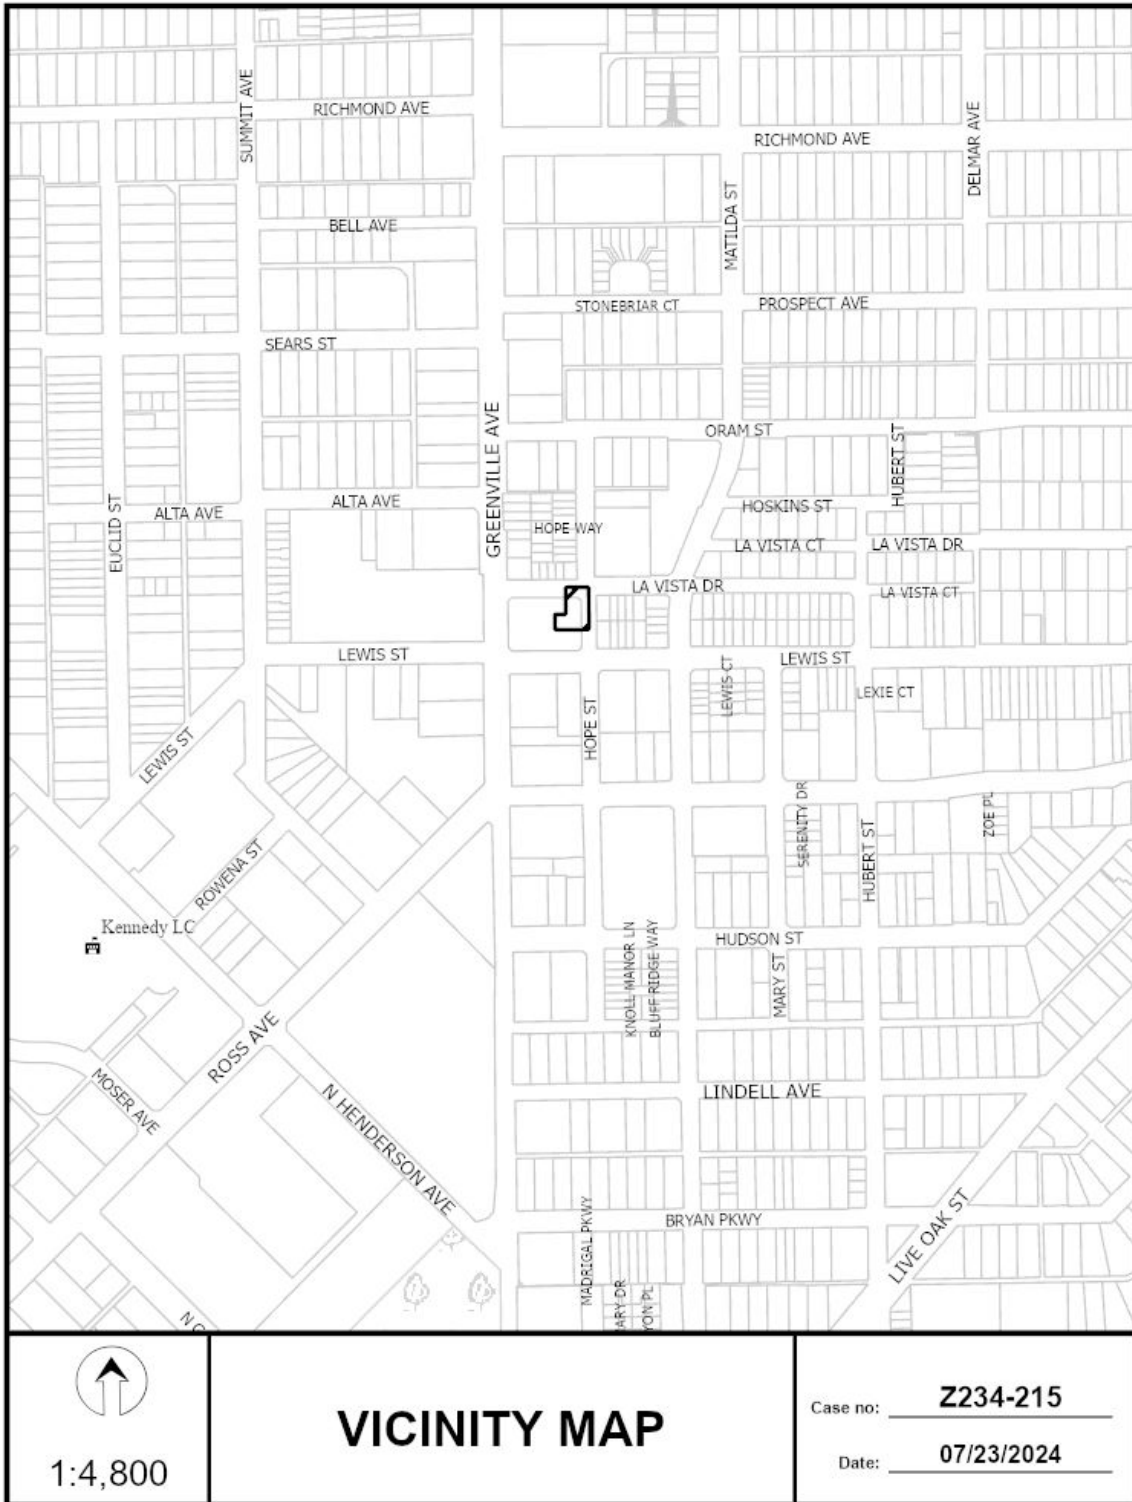 SUMMIT AVE
RICHMOND AVE
RICHMOND AVE
DELMAR AVE
MATILDA ST
BELL AVE
STONEBRIAR CT
PROSPECT AVE
SEARS ST
GREENVILLE AVE
ORAM ST
HUBERT ST
EUCLID ST
ALTA AVE
ALTA AVE
HOPE WAY
HOSKINS ST
LA VISTA CT
LA VISTA DR
LA VISTA DR
LA VISTA CT
LEWIS ST
LEWIS ST
LEWIS CT
LEXIE CT
HOPE ST
LEWIS ST
SERENITY DR
ZOE PL
HUBERT ST
ROWENA ST
Kennedy LC
KNOLL MANOR LN
BLUFF RIDGE WAY
HUDSON ST
MARY ST
ROSS AVE
MOSER AVE
N HENDERSON AVE
LINDELL AVE
MADRIGAL PKWY
BRYAN PKWY
LIVE OAK ST
ARY DR
YON PL
N
1:4,800
VICINITY MAP
Case no: Z234-215
Date: 07/23/2024